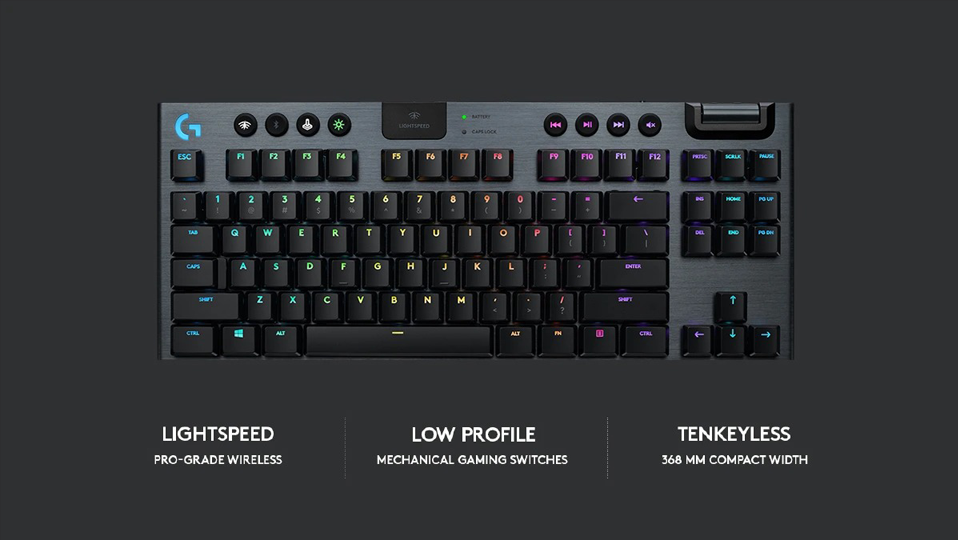 LIGHTSPEED
BATTERY
CAPS LOCK
ESC F1 F2 F3 F4 F5 F6 F7 F8 F9 F10 F11 F12 PRTSC SCRLK PAUSE
1 2 3 4 5 6 7 8 9 0 - = INS HOME PG UP
! @ # $ % ^ & * ( )
TAB Q W E R T Y U I O P [ ] \ DEL END PG DN
CAPS A S D F G H J K L ; ' ENTER
SHIFT Z X C V B N M , . / SHIFT
?
CTRL ALT ALT FN CTRL
LIGHTSPEED
PRO-GRADE WIRELESS
LOW PROFILE
MECHANICAL GAMING SWITCHES
TENKEYLESS
368 MM COMPACT WIDTH